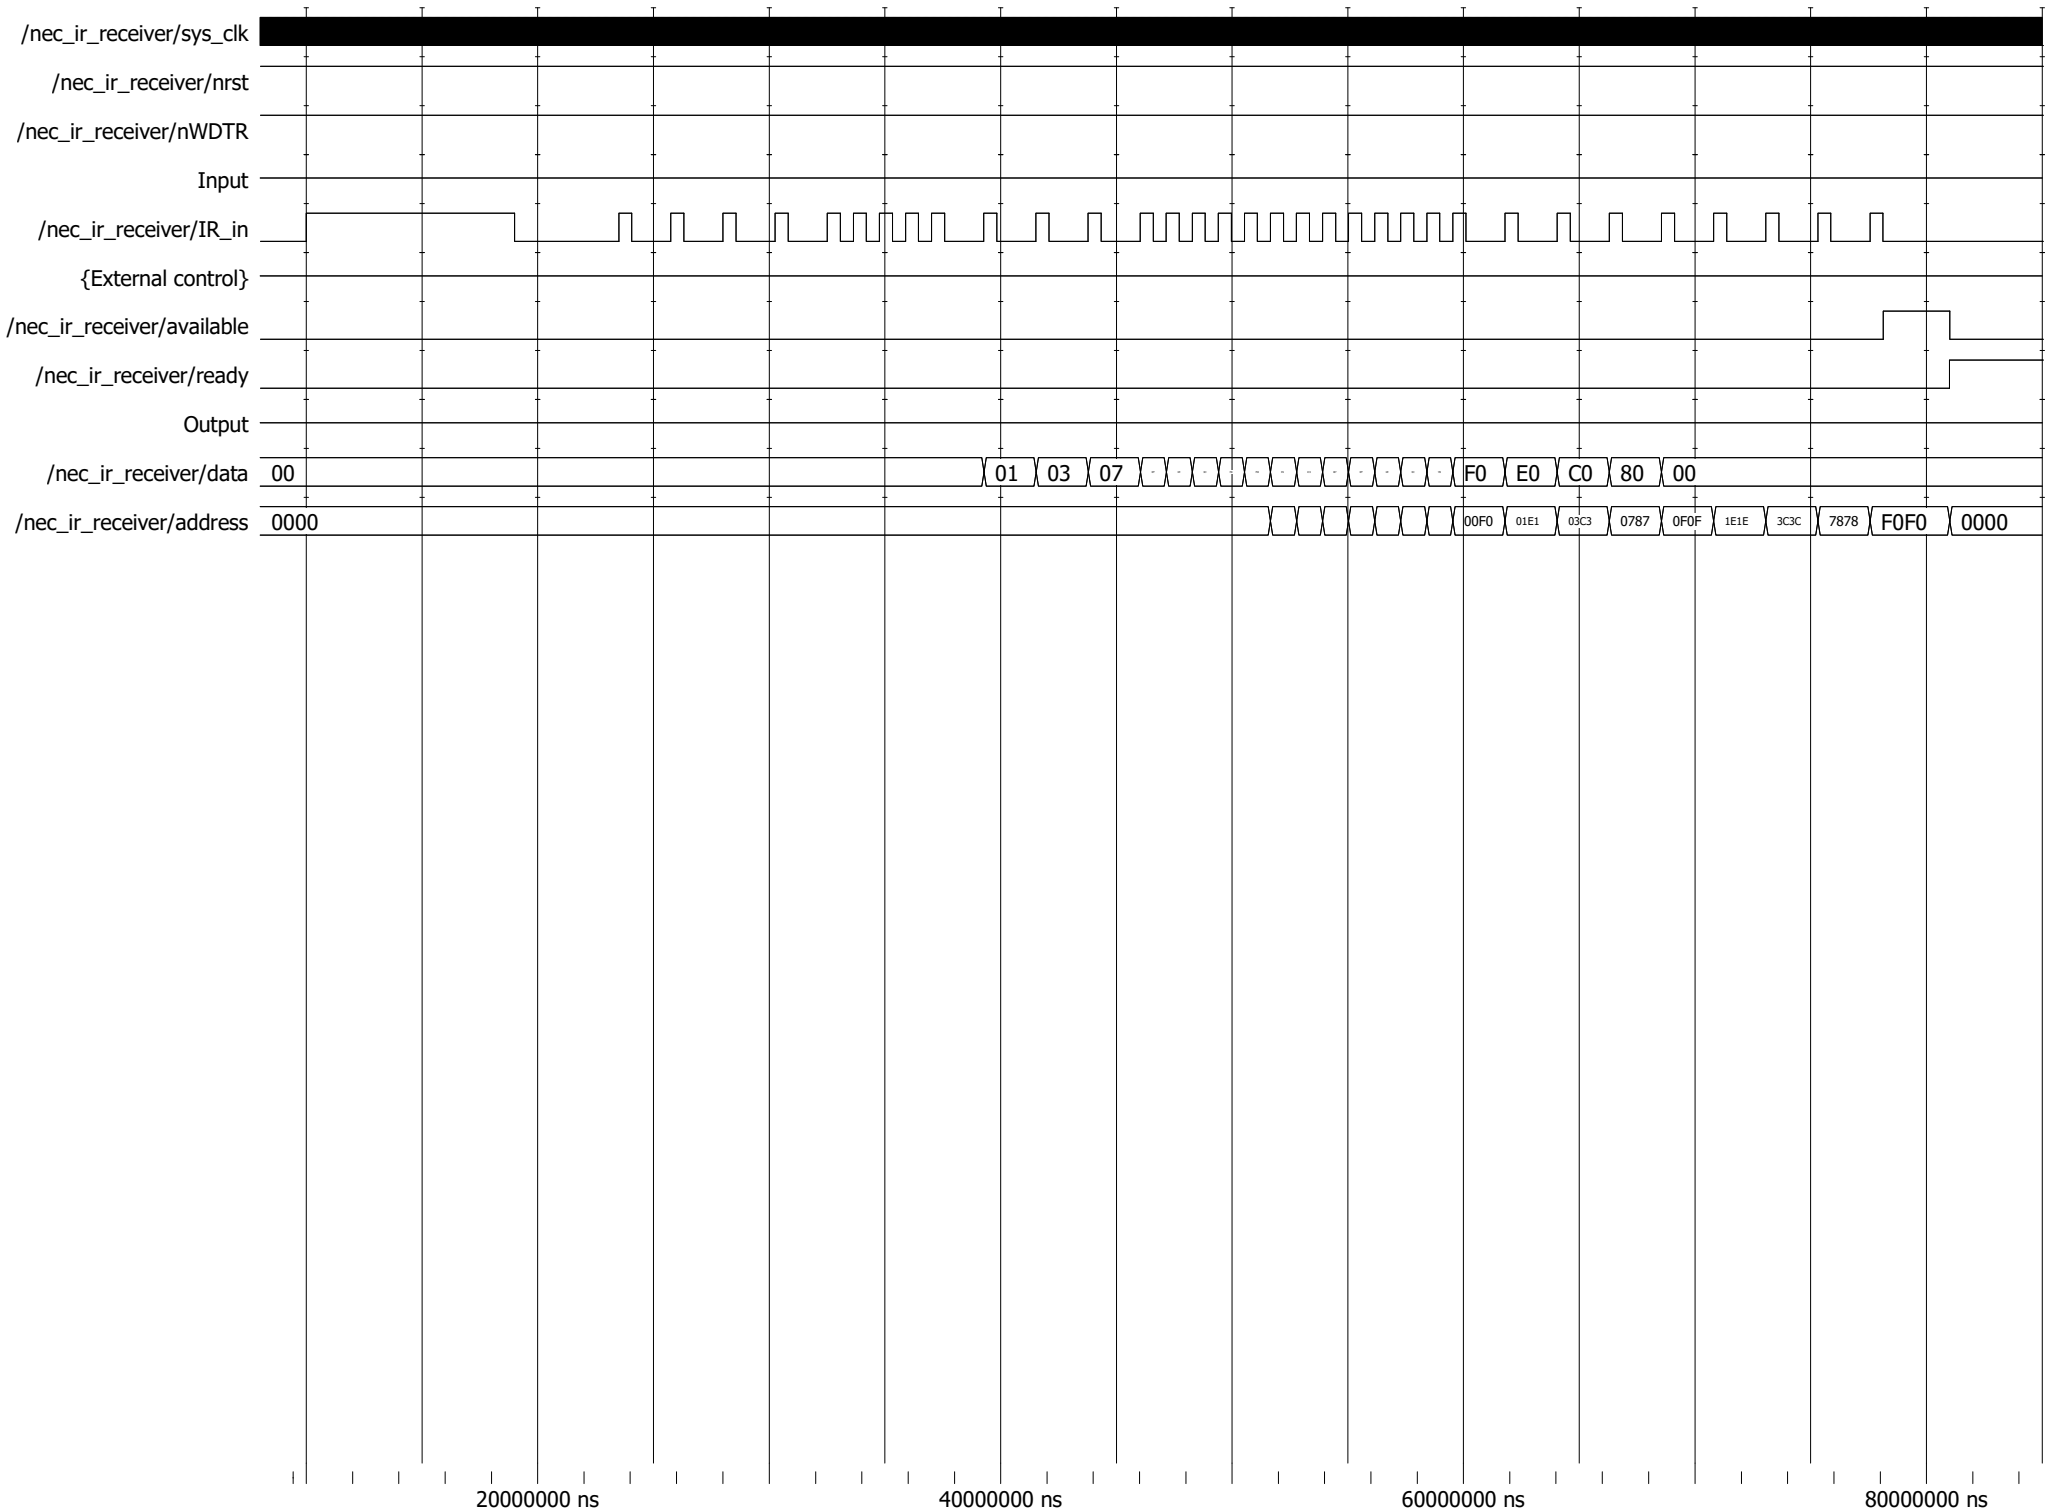 /nec_ir_receiver/sys_clk
/nec_ir_receiver/nrst
/nec_ir_receiver/nWDTR
Input
/nec_ir_receiver/IR_in
{External control}
/nec_ir_receiver/available
/nec_ir_receiver/ready
Output
/nec_ir_receiver/data 00 01 03 07 - - - - - - - - - - - - F0 E0 C0 80 00
/nec_ir_receiver/address 0000 00F0 01E1 03C3 0787 0F0F 1E1E 3C3C 7878 F0F0 0000
20000000 ns 40000000 ns 60000000 ns 80000000 ns